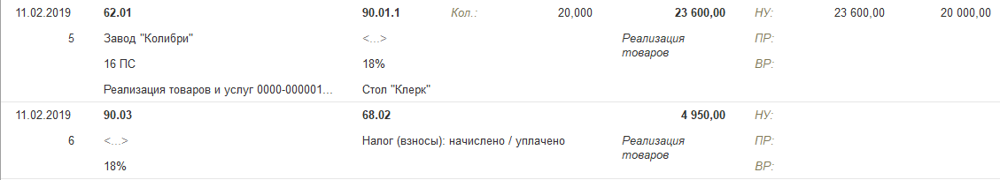 11.02.2019 62.01 90.01.1 Кол.: 20,000 23 600,00 НУ: 23 600,00 20 000,00
5 Завод "Колибри" <...> Реализация товаров ПР:
16 ПС 18% ВР:
Реализация товаров и услуг 0000-000001... Стол "Клерк"
11.02.2019 90.03 68.02 4 950,00 НУ:
6 <...> Налог (взносы): начислено / уплачено Реализация товаров ПР:
18% ВР: